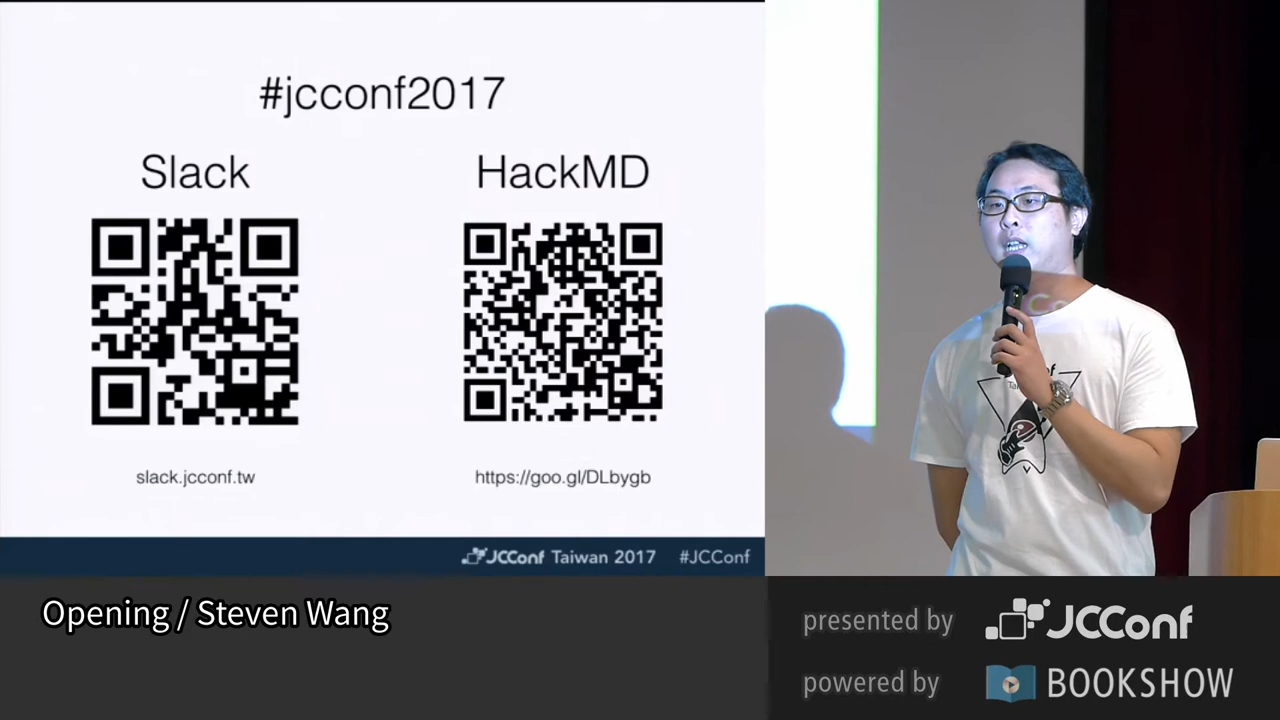 #jcconf2017
Slack
HackMD
slack.jcconf.tw
https://goo.gl/DLbygb
JCConf Taiwan 2017 #JCConf
Opening / Steven Wang
presented by JCConf
powered by BOOKSHOW